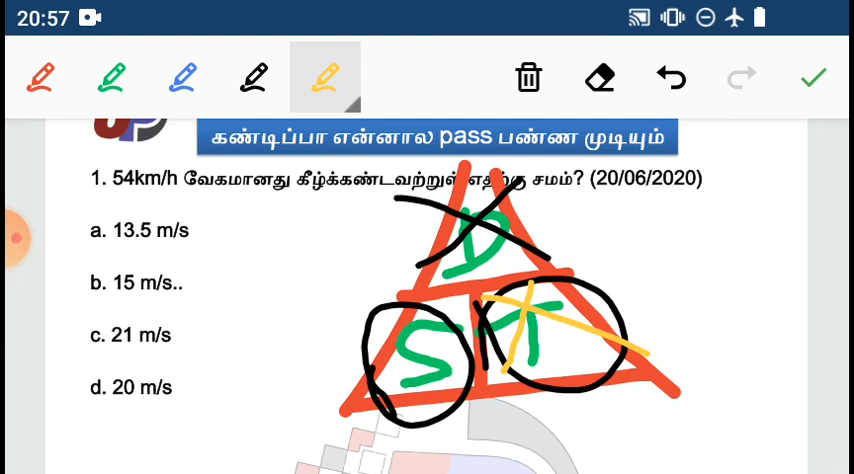 20:57
கண்டிப்பா என்னால pass பண்ண முடியும்
1. 54km/h வேகமானது கீழ்க்கண்டவற்றுள் எதற்கு சமம்? (20/06/2020)
a. 13.5 m/s
D
b. 15 m/s..
c. 21 m/s
S T
d. 20 m/s